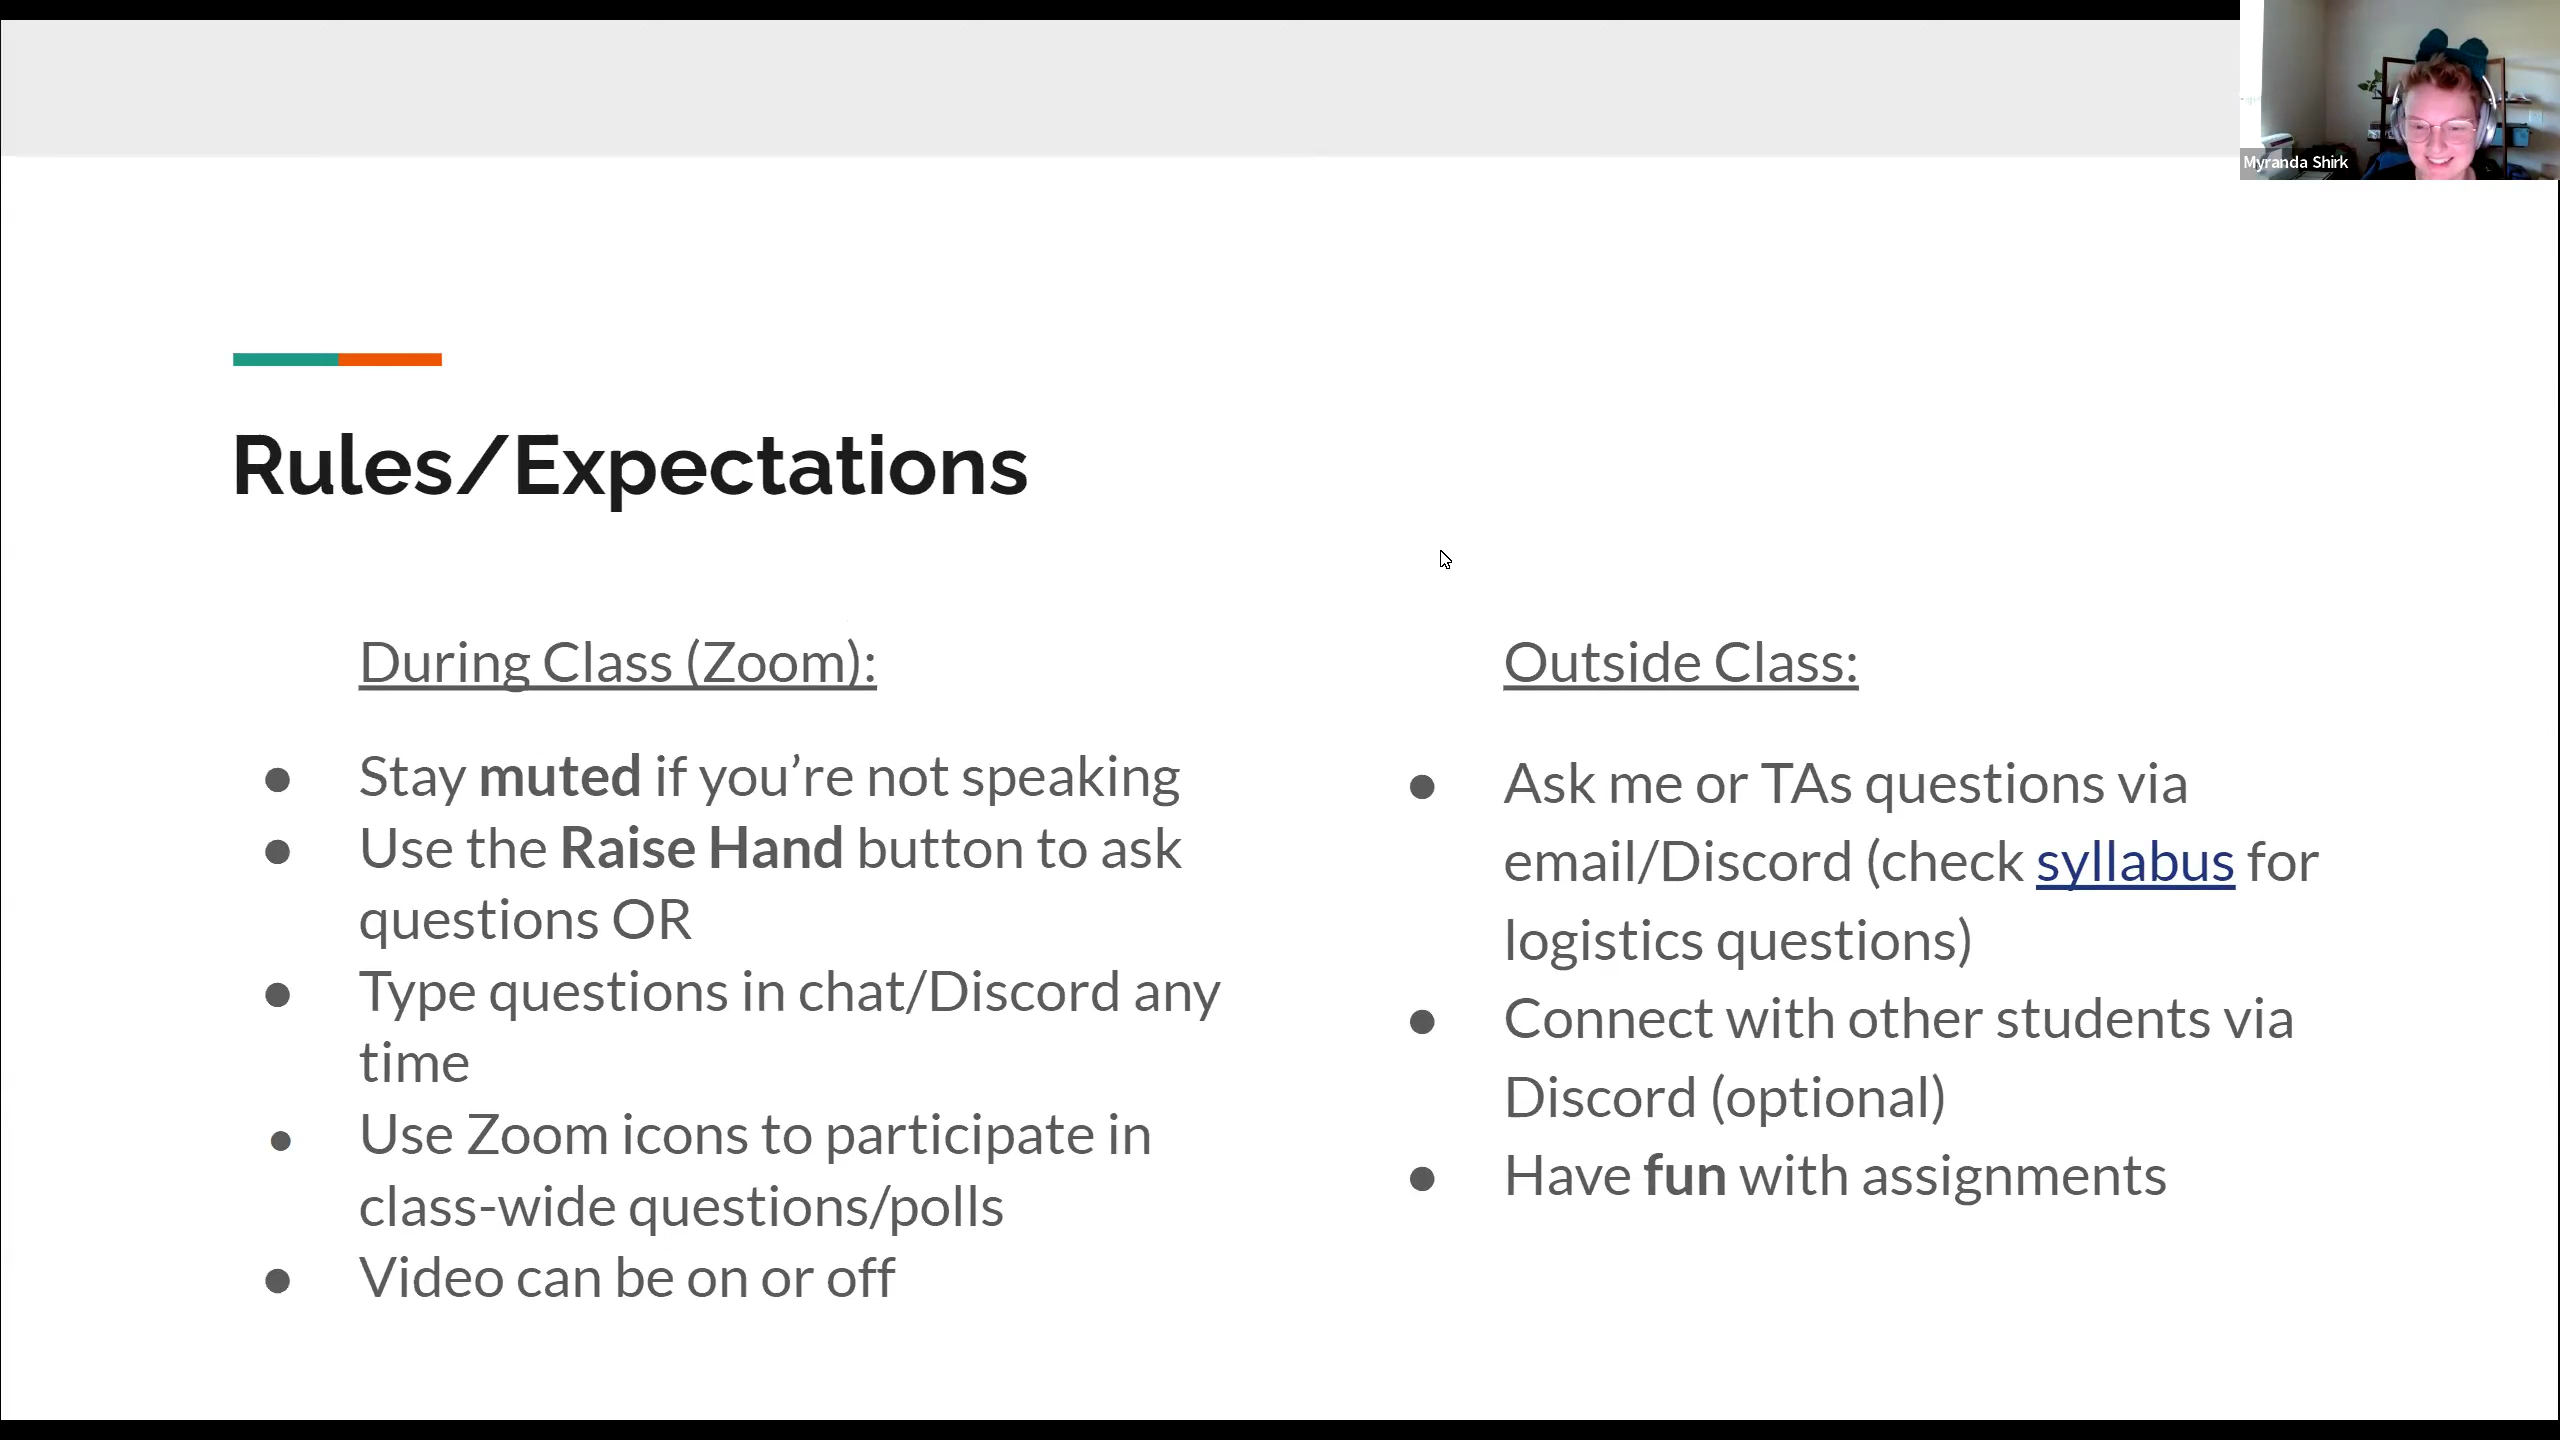 Myranda Shirk
Rules/Expectations
During Class (Zoom):
● Stay muted if you’re not speaking
● Use the Raise Hand button to ask
questions OR
● Type questions in chat/Discord any
time
● Use Zoom icons to participate in
class-wide questions/polls
● Video can be on or off
Outside Class:
● Ask me or TAs questions via
email/Discord (check syllabus for
logistics questions)
● Connect with other students via
Discord (optional)
● Have fun with assignments